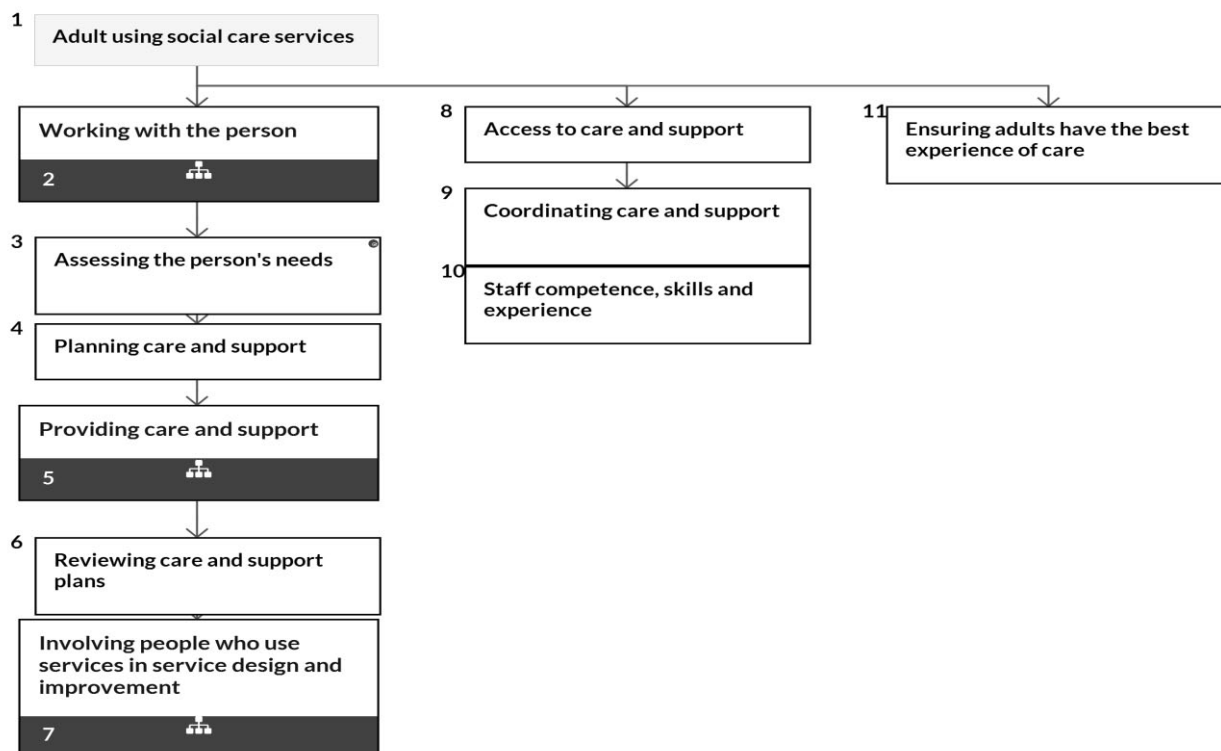 1
Adult using social care services
Working with the person
2
3
Assessing the person's needs
4
Planning care and support
Providing care and support
5
6
Reviewing care and support
plans
Involving people who use
services in service design and
improvement
7
8
Access to care and support
9
Coordinating care and support
10
Staff competence, skills and
experience
11
Ensuring adults have the best
experience of care